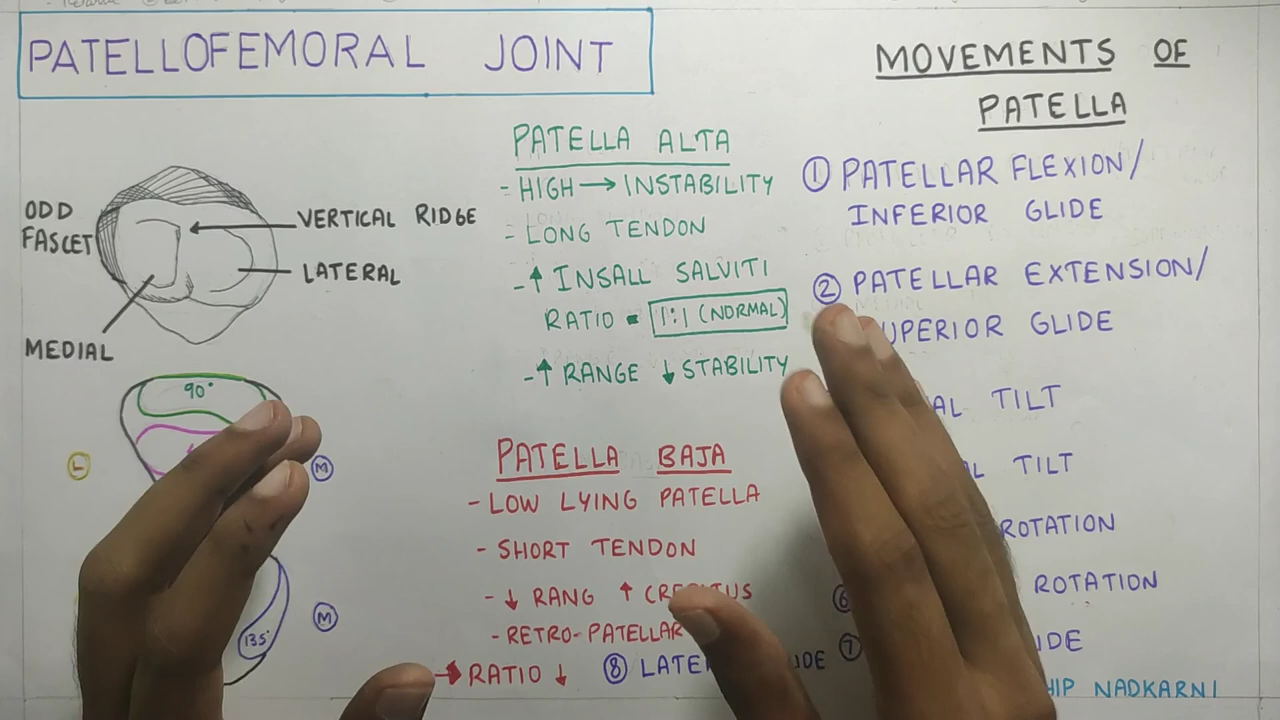 PATELLOFEMORAL JOINT
ODD
FASCET
VERTICAL RIDGE
LATERAL
MEDIAL
90°
L
M
M
135°
PATELLA ALTA
- HIGH → INSTABILITY
- LONG TENDON
- ↑ INSALL SALVITI
RATIO = 1:1 (NORMAL)
- ↑ RANGE ↓ STABILITY
PATELLA BAJA
- LOW LYING PATELLA
- SHORT TENDON
- ↓ RANG ↑
- RETRO-PATELLAR
→ RATIO ↓
MOVEMENTS OF
PATELLA
① PATELLAR FLEXION/
INFERIOR GLIDE
② PATELLAR EXTENSION/
UPERIOR GLIDE
AL TILT
L TILT
ROTATION
⑥ ROTATION
⑦ IDE
⑧ LATE IDE
HIP NADKARNI